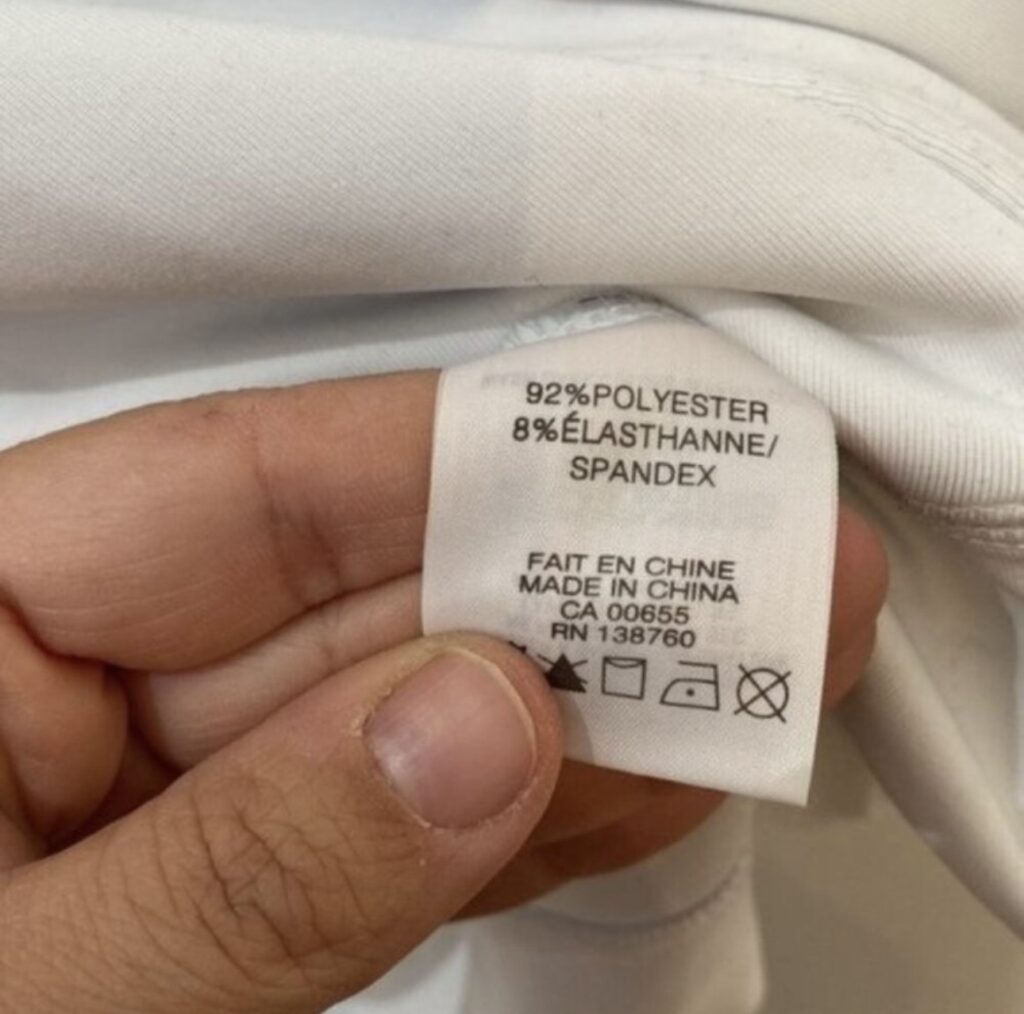 92%POLYESTER
8%ÉLASTHANNE/
SPANDEX
FAIT EN CHINE
MADE IN CHINA
CA 00655
RN 138760